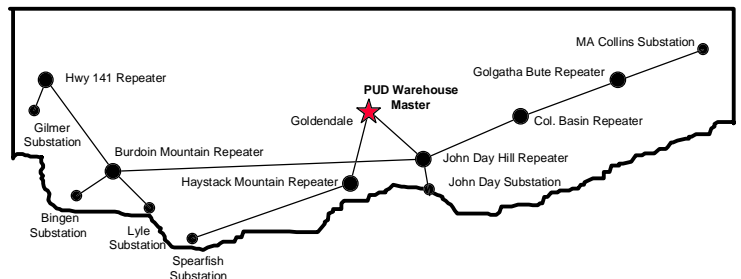 MA Collins Substation
Hwy 141 Repeater
Golgatha Bute Repeater
PUD Warehouse
Master
Goldendale
Gilmer
Substation
Col. Basin Repeater
Burdoin Mountain Repeater
John Day Hill Repeater
Haystack Mountain Repeater
John Day Substation
Bingen
Substation
Lyle
Substation
Spearfish
Substation